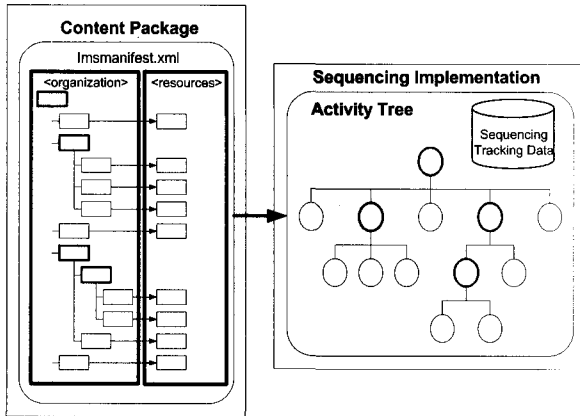 Content Package
Imsmanifest.xml
<organization>
<resources>
Sequencing Implementation
Activity Tree
Sequencing
Tracking Data